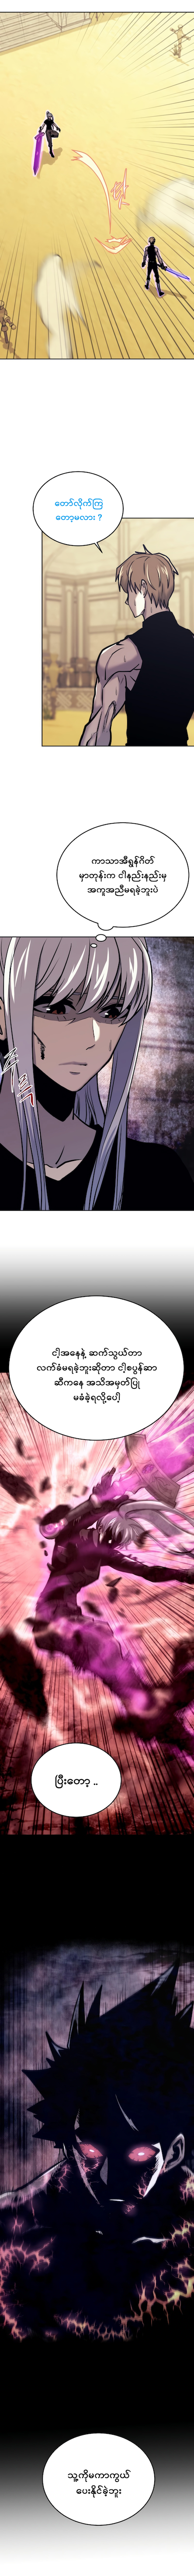 တော်လိုက်ကြ
တော့မလား ?
ကာသာအီရွန်ဂိတ်
မှာတုန်းက ငါနည်းနည်းမှ
အကူအညီမရခဲ့ဘူးပဲ
ငါ့အနေနဲ့ ဆက်သွယ်တာ
လက်ခံမရခဲ့ဘူးဆိုတာ ငါ့စပွန်ဆာ
ဆီကနေ အသိအမှတ်ပြု
မခံခဲ့ရလို့ပေါ့
ပြီးတော့ ..
သူ့ကိုမကာကွယ်
ပေးနိုင်ခဲ့ဘူး